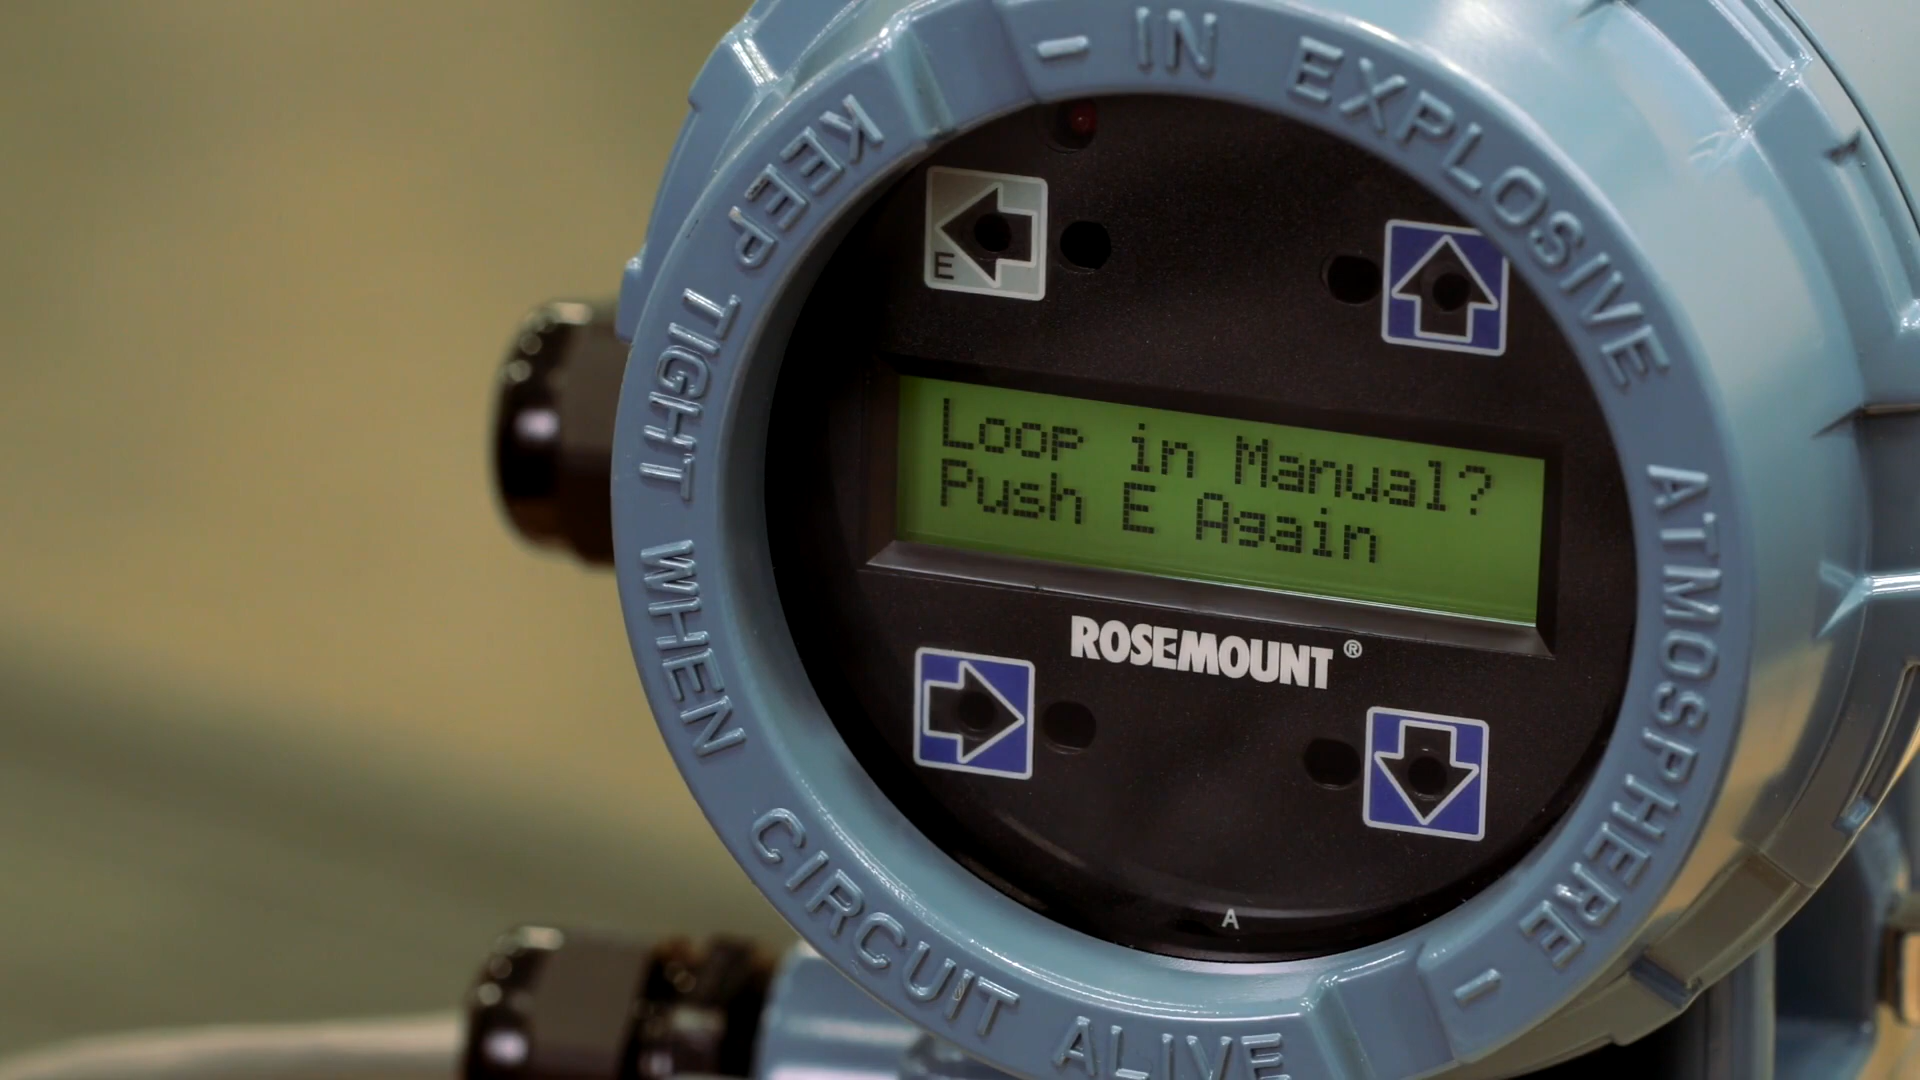 - IN EXPLOSIVE ATMOSPHERE -
KEEP TIGHT WHEN CIRCUIT ALIVE
E
Loop in Manual?
Push E Again
ROSEMOUNT®
A